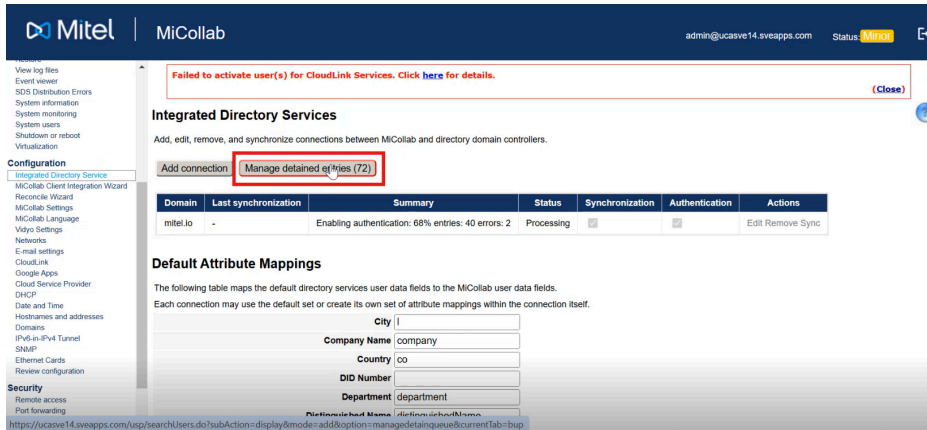 Mitel
MiCollab
admin@ucasve14.sveapps.com
Status: Minor
View log files
Event viewer
SDS Distribution Errors
System information
System monitoring
System users
Shutdown or reboot
Virtualization
Configuration
Integrated Directory Service
MiCollab Client Integration Wizard
Reconcile Wizard
MiCollab Settings
MiCollab Language
Vidyo Settings
Networks
E-mail settings
CloudLink
Google Apps
Cloud Service Provider
DHCP
Date and Time
Hostnames and addresses
Domains
IPv6-in-IPv4 Tunnel
SNMP
Ethernet Cards
Review configuration
Security
Remote access
Port forwarding
Failed to activate user(s) for CloudLink Services. Click here for details.
(Close)
Integrated Directory Services
Add, edit, remove, and synchronize connections between MiCollab and directory domain controllers.
Add connection
Manage detained entries (72)
Domain Last synchronization Summary Status Synchronization Authentication Actions
mitel.io - Enabling authentication: 68% entries: 40 errors: 2 Processing Edit Remove Sync
Default Attribute Mappings
The following table maps the default directory services user data fields to the MiCollab user data fields.
Each connection may use the default set or create its own set of attribute mappings within the connection itself.
City l
Company Name company
Country co
DID Number
Department department
Distinguished Name distinguishedName
https://ucasve14.sveapps.com/usp/searchUsers.do?subAction=display&mode=add&option=managedetainqueue&currentTab=bup